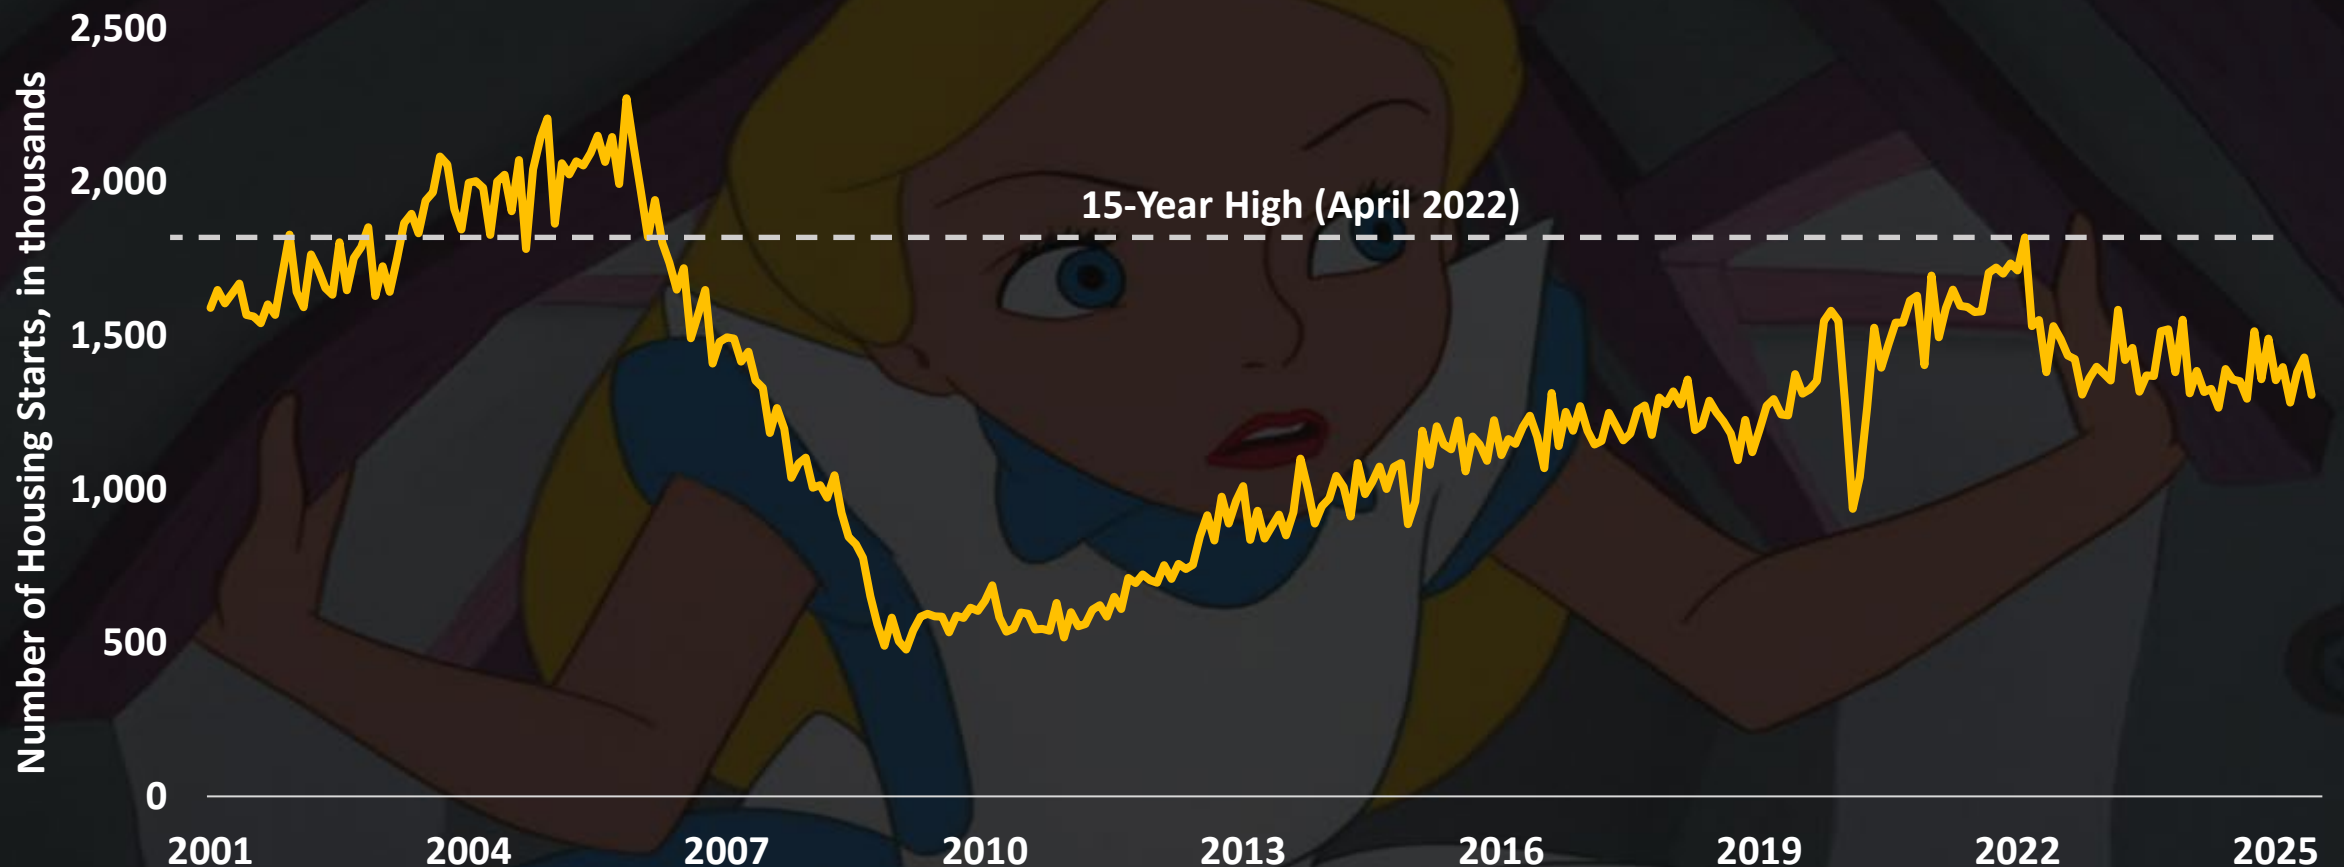 2,500
2,000
1,500
1,000
500
0
Number of Housing Starts, in thousands
15-Year High (April 2022)
2001 2004 2007 2010 2013 2016 2019 2022 2025